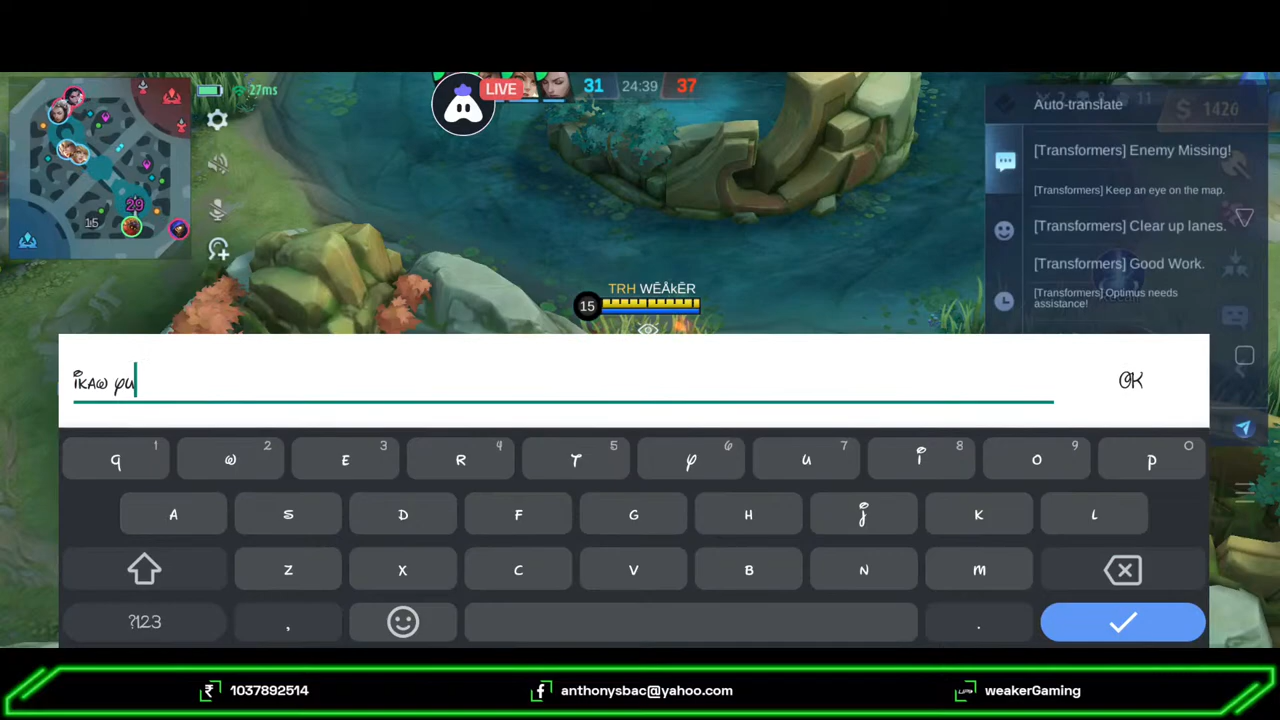 27ms
LIVE
31 24:39 37
Auto-translate
[Transformers] Enemy Missing!
[Transformers] Keep an eye on the map.
[Transformers] Clear up lanes.
[Transformers] Good Work.
[Transformers] Optimus needs
assistance!
$ 1426
29
15
TRH WÊÅkËR
15
ikaw yu
OK
1 2 3 4 5 6 7 8 9 0
q w E R T y u i o p
A S D F G H j K l
Z X C V B N M
?123 , .
₹ 1037892514
f anthonysbac@yahoo.com
weakerGaming